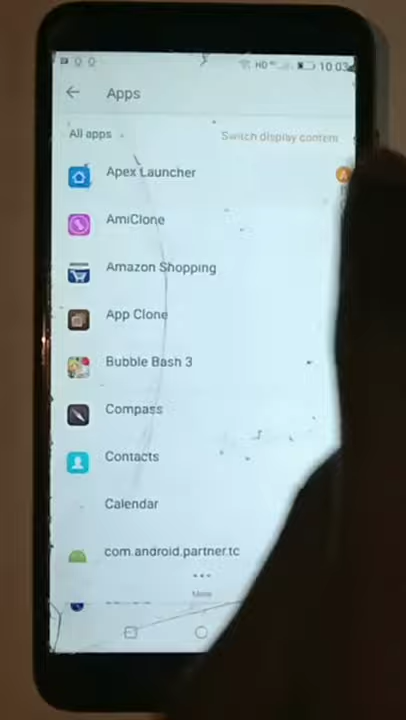 HD 10:03
Apps
All apps
Switch display content
Apex Launcher
A
AmiClone
Amazon Shopping
App Clone
Bubble Bash 3
Compass
Contacts
Calendar
com.android.partner.tc
More